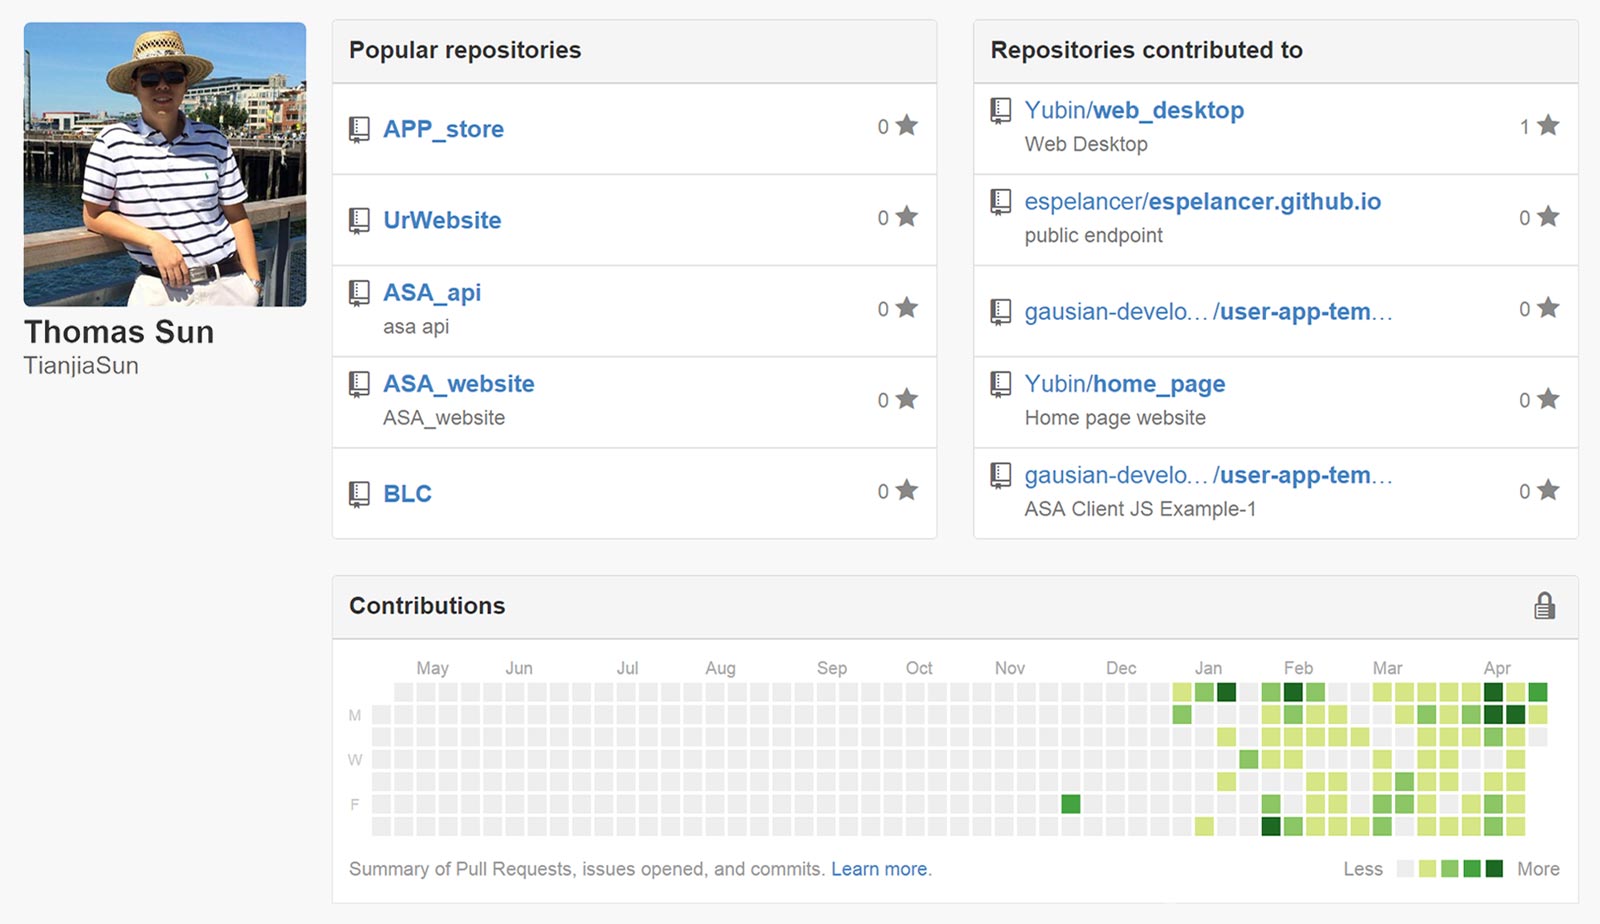 Thomas Sun
TianjiaSun
Popular repositories
APP_store
0
UrWebsite
0
ASA_api
0
asa api
ASA_website
0
ASA_website
BLC
0
Repositories contributed to
Yubin/web_desktop
1
Web Desktop
espelancer/espelancer.github.io
0
public endpoint
gausian-develo… /user-app-tem…
0
Yubin/home_page
0
Home page website
gausian-develo… /user-app-tem…
0
ASA Client JS Example-1
Contributions
May Jun Jul Aug Sep Oct Nov Dec Jan Feb Mar Apr
M
W
F
Summary of Pull Requests, issues opened, and commits. Learn more.
Less More